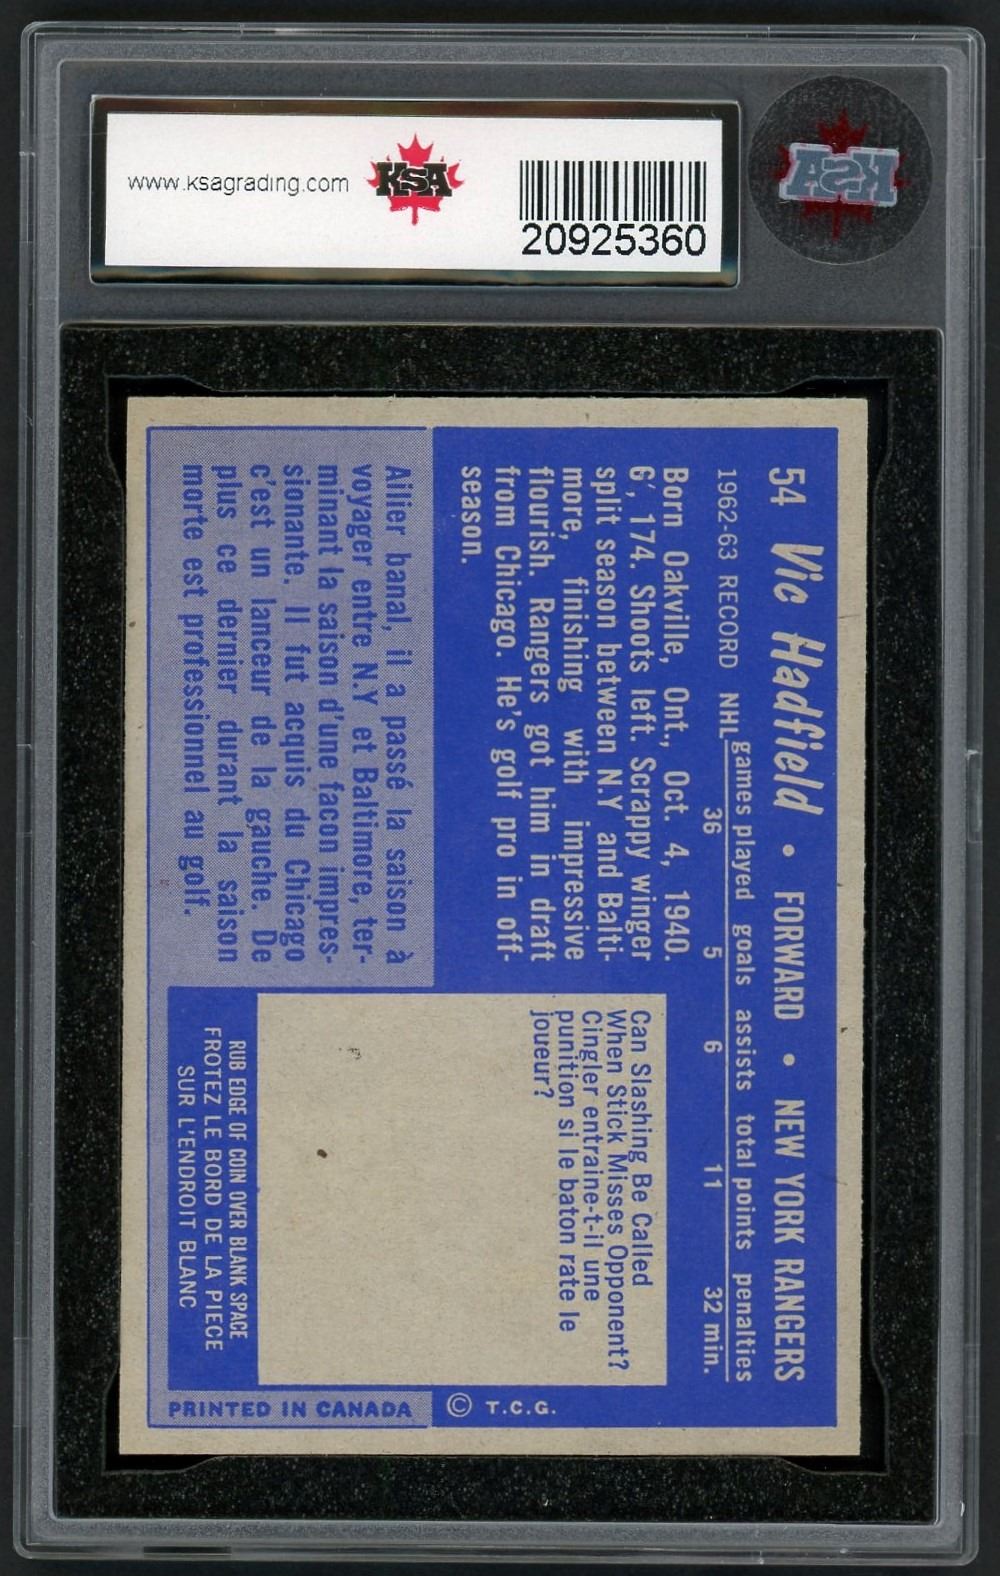 www.ksagrading.com
KSA
20925360
KSA
54 Vic Hadfield • FORWARD • NEW YORK RANGERS
1962-63 RECORD NHL games played goals assists total points penalties
36 5 6 11 32 min.
Born Oakville, Ont., Oct. 4, 1940.
6', 174. Shoots left. Scrappy winger
split season between N.Y and Balti-
more, finishing with impressive
flourish. Rangers got him in draft
from Chicago. He's golf pro in off-
season.
Ailier banal, il a passé la saison à
voyager entre N.Y et Baltimore, ter-
minant la saison d'une facon impres-
sionante. Il fut acquis du Chicago
c'est un lanceur de la gauche. De
plus ce dernier durant la saison
morte est professionnel au golf.
Can Slashing Be Called
When Stick Misses Opponent?
Cingler entraine-t-il une
punition si le baton rate le
joueur?
RUB EDGE OF COIN OVER BLANK SPACE
FROTEZ LE BORD DE LA PIECE
SUR L'ENDROIT BLANC
PRINTED IN CANADA
© T.C.G.